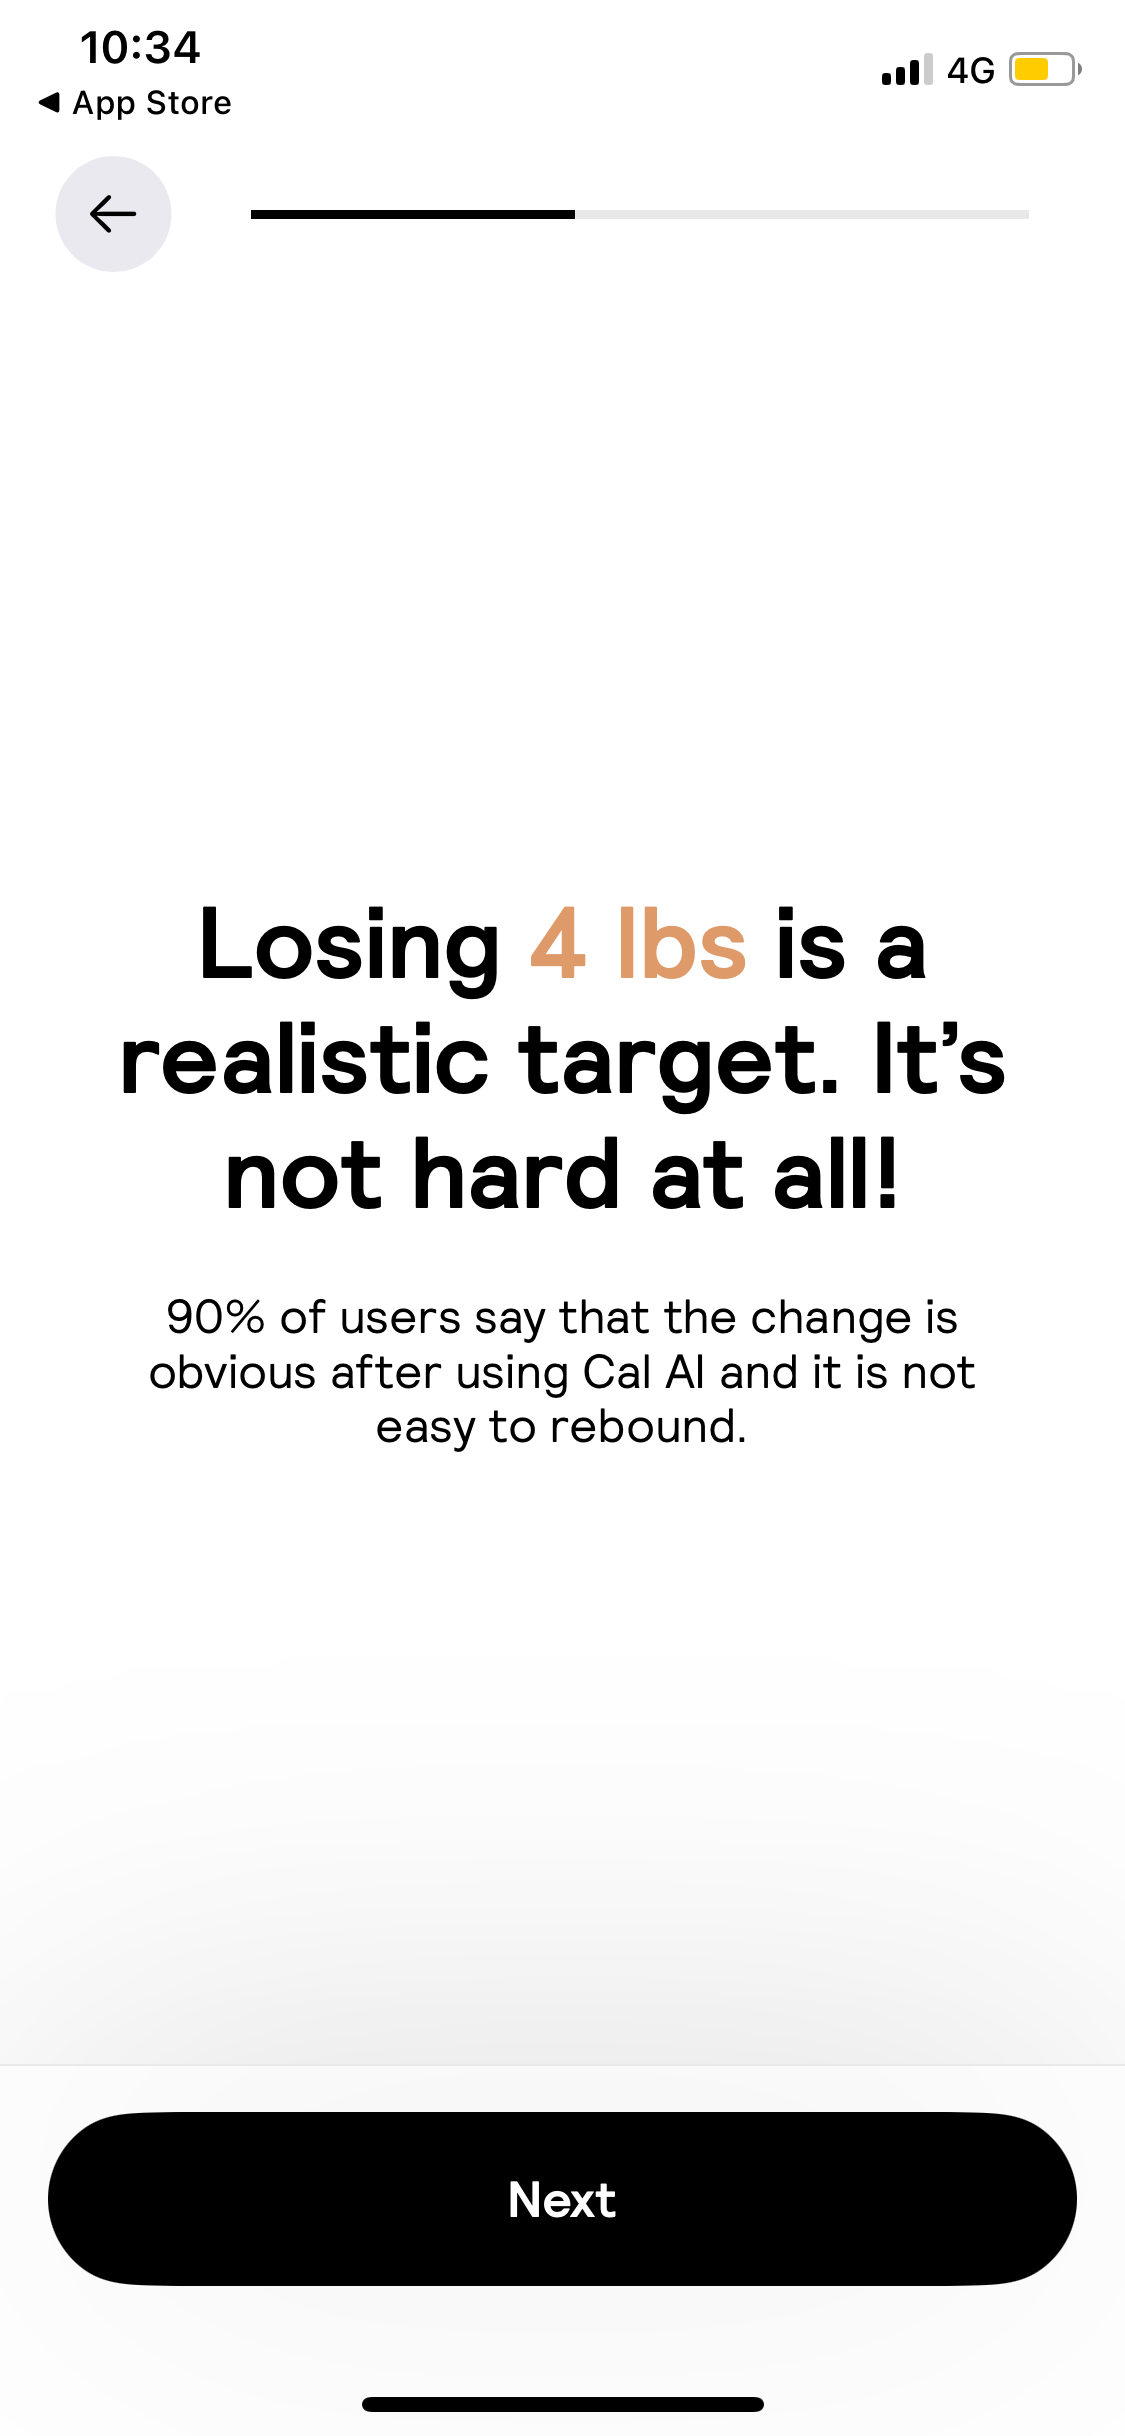 10:34
4G
◀ App Store
Losing 4 lbs is a
realistic target. It’s
not hard at all!
90% of users say that the change is
obvious after using Cal AI and it is not
easy to rebound.
Next